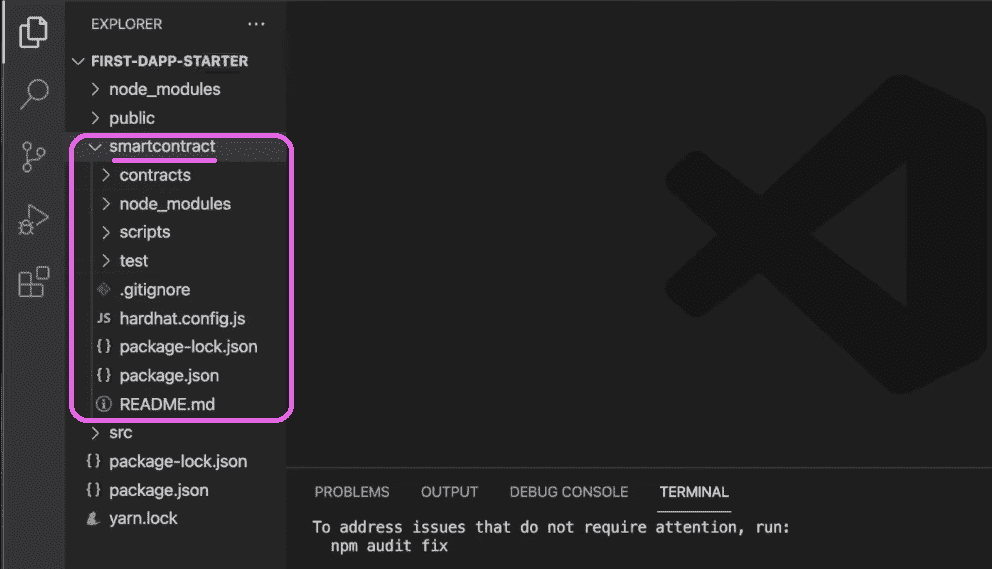 EXPLORER ...
FIRST-DAPP-STARTER
node_modules
public
smartcontract
contracts
node_modules
scripts
test
.gitignore
JS hardhat.config.js
{} package-lock.json
{} package.json
README.md
src
{} package-lock.json
{} package.json
yarn.lock
PROBLEMS OUTPUT DEBUG CONSOLE TERMINAL
To address issues that do not require attention, run:
npm audit fix